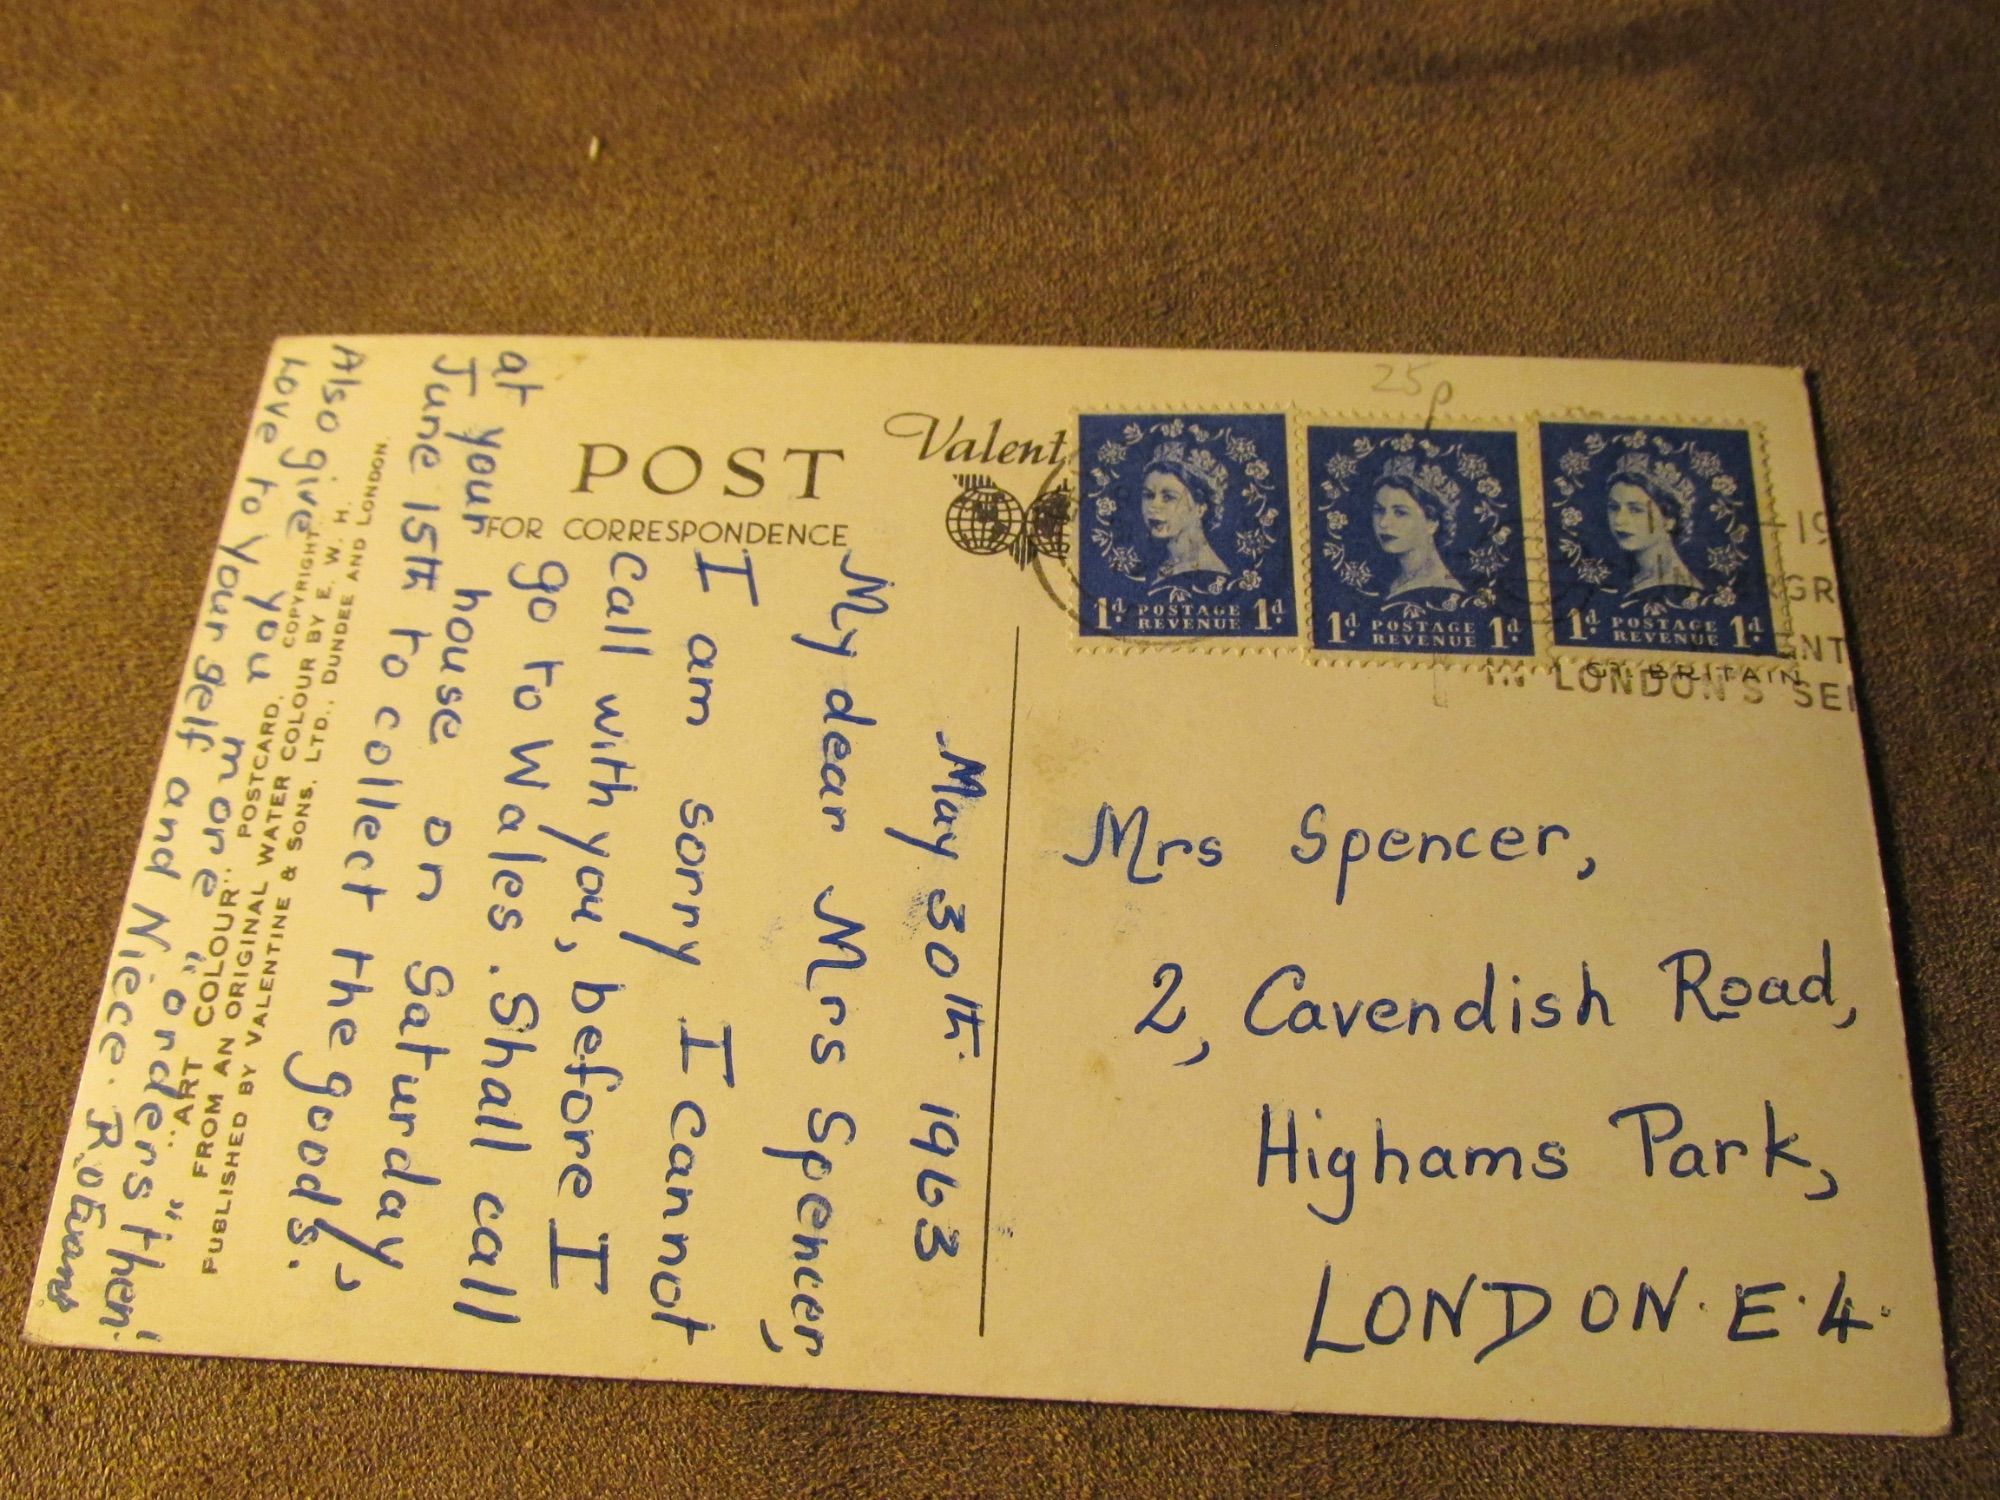 25p
Valent
POST
FOR CORRESPONDENCE
1d. POSTAGE REVENUE 1d.
1d. POSTAGE REVENUE 1d.
1d. POSTAGE REVENUE 1d.
GT. BRITAIN
IN LONDON'S SE
Mrs Spencer,
2, Cavendish Road,
Highams Park,
LONDON. E. 4.
May 30th. 1963
My dear Mrs Spencer,
I am sorry I cannot
call with you, before I
go to Wales. Shall call
at your house on Saturday,
June 15th to collect the goods.
Also give you more "orders" then!
Love to Yourself and Niece. R. O Evans
"ART COLOUR" POSTCARD.
FROM AN ORIGINAL WATER COLOUR BY E. W. H.
PUBLISHED BY VALENTINE & SONS, LTD., DUNDEE AND LONDON.
COPYRIGHT